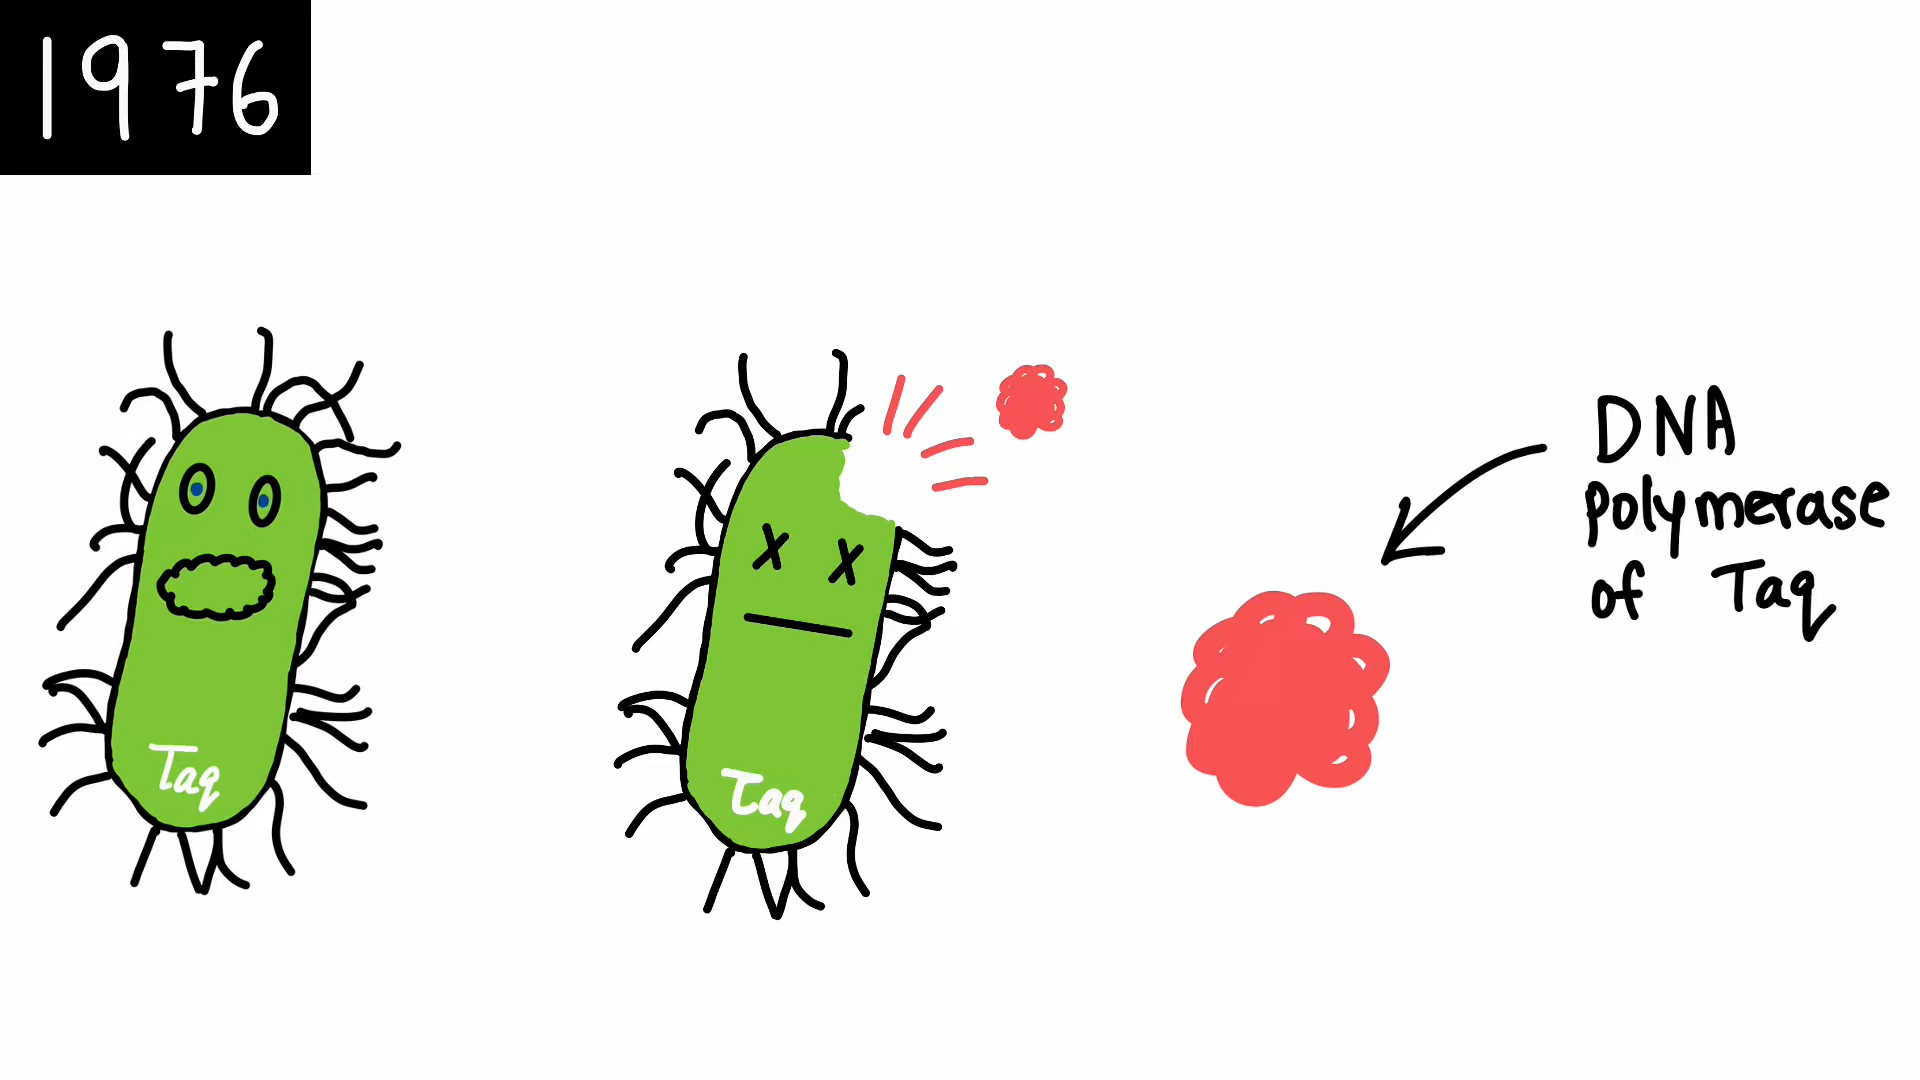 1976
DNA
polymerase
of Taq
Taq
Taq